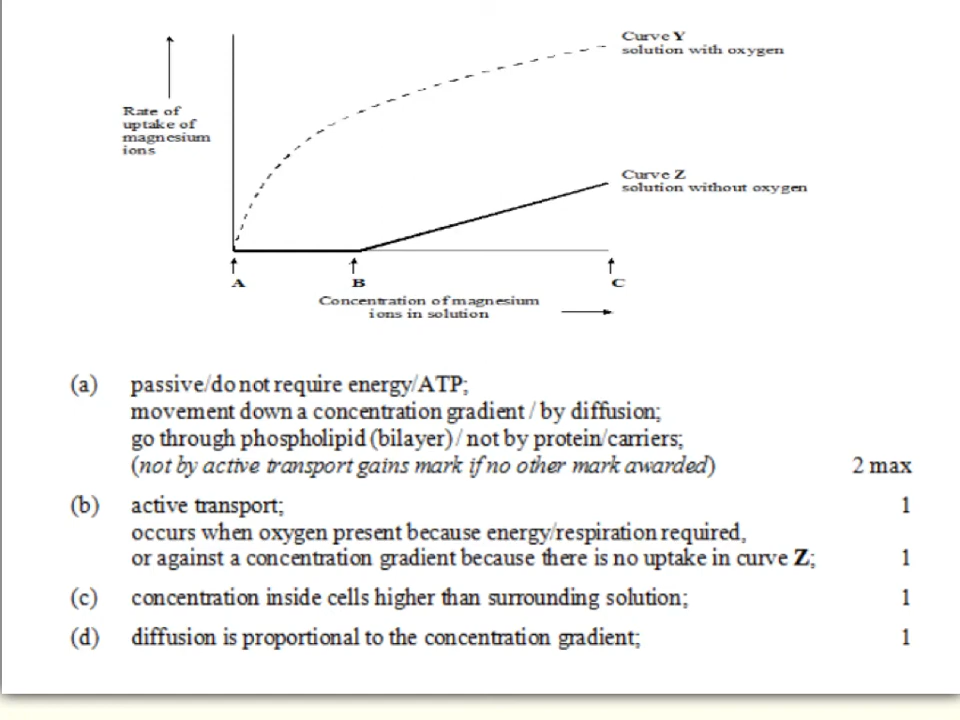 Curve Y
solution with oxygen
Rate of
uptake of
magnesium
ions
Curve Z
solution without oxygen
A B C
Concentration of magnesium
ions in solution
(a) passive/do not require energy/ATP;
movement down a concentration gradient / by diffusion;
go through phospholipid (bilayer) / not by protein/carriers;
(not by active transport gains mark if no other mark awarded) 2 max
(b) active transport; 1
occurs when oxygen present because energy/respiration required,
or against a concentration gradient because there is no uptake in curve Z; 1
(c) concentration inside cells higher than surrounding solution; 1
(d) diffusion is proportional to the concentration gradient; 1